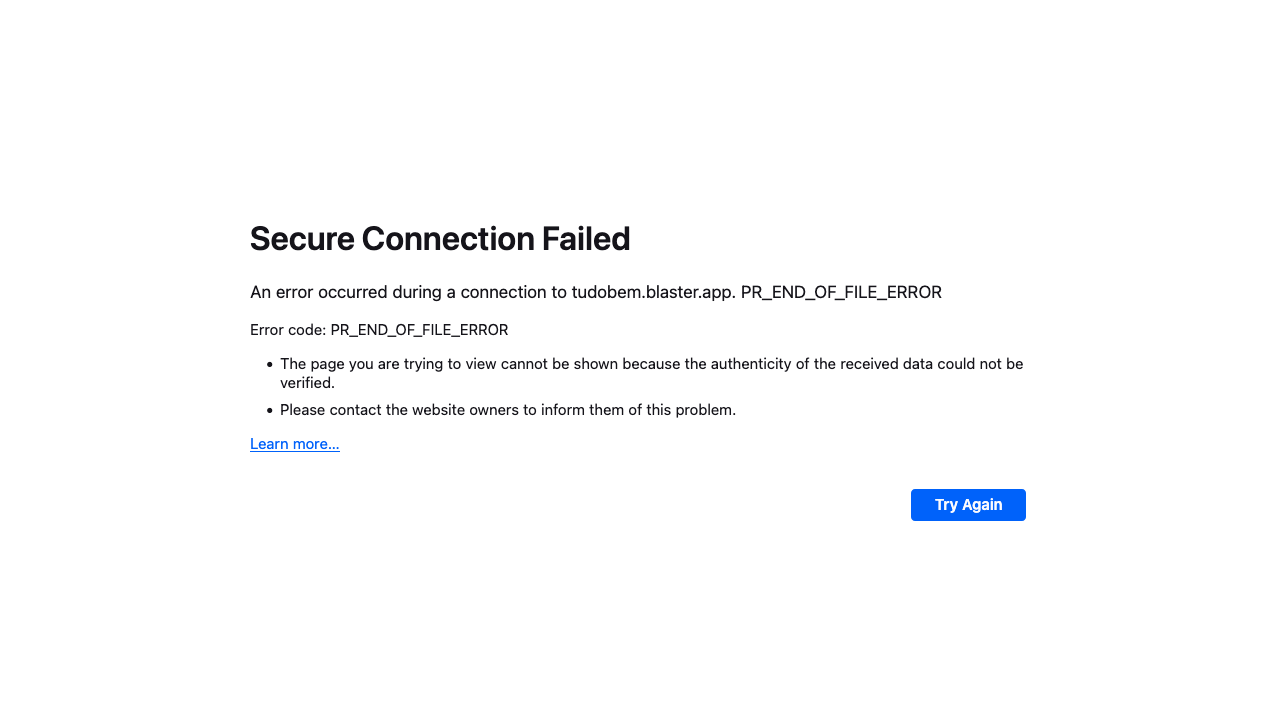 Secure Connection Failed
An error occurred during a connection to tudobem.blaster.app. PR_END_OF_FILE_ERROR
Error code: PR_END_OF_FILE_ERROR
• The page you are trying to view cannot be shown because the authenticity of the received data could not be
verified.
• Please contact the website owners to inform them of this problem.
Learn more...
Try Again